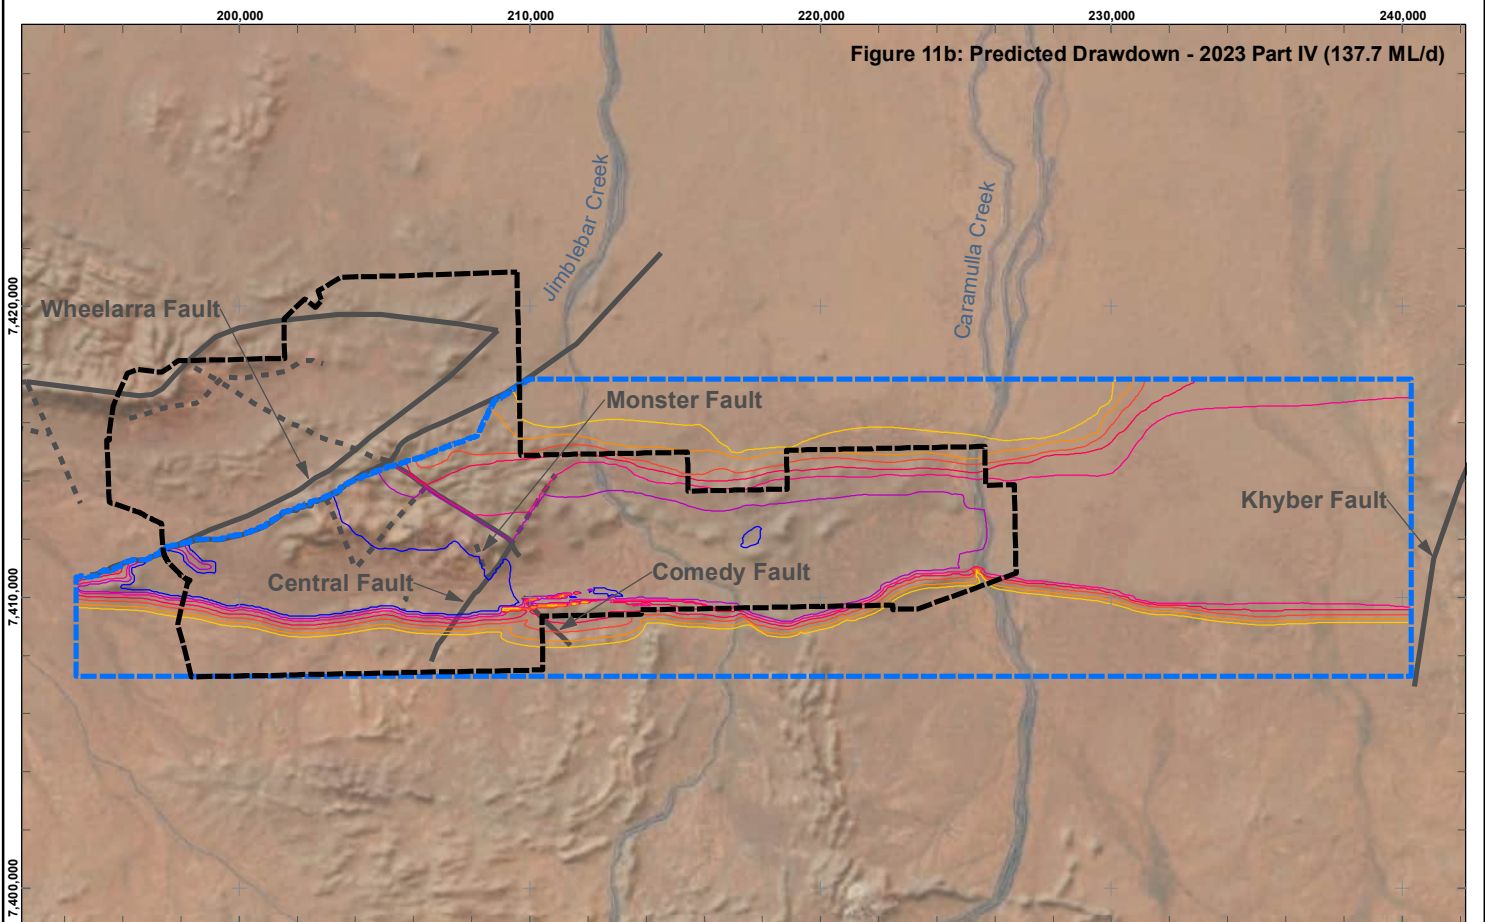 200,000 210,000 220,000 230,000 240,000
Figure 11b: Predicted Drawdown - 2023 Part IV (137.7 ML/d)
Jimblebar Creek
Caramulla Creek
7,420,000
Wheelarra Fault
Monster Fault
Khyber Fault
Central Fault
Comedy Fault
7,410,000
7,400,000